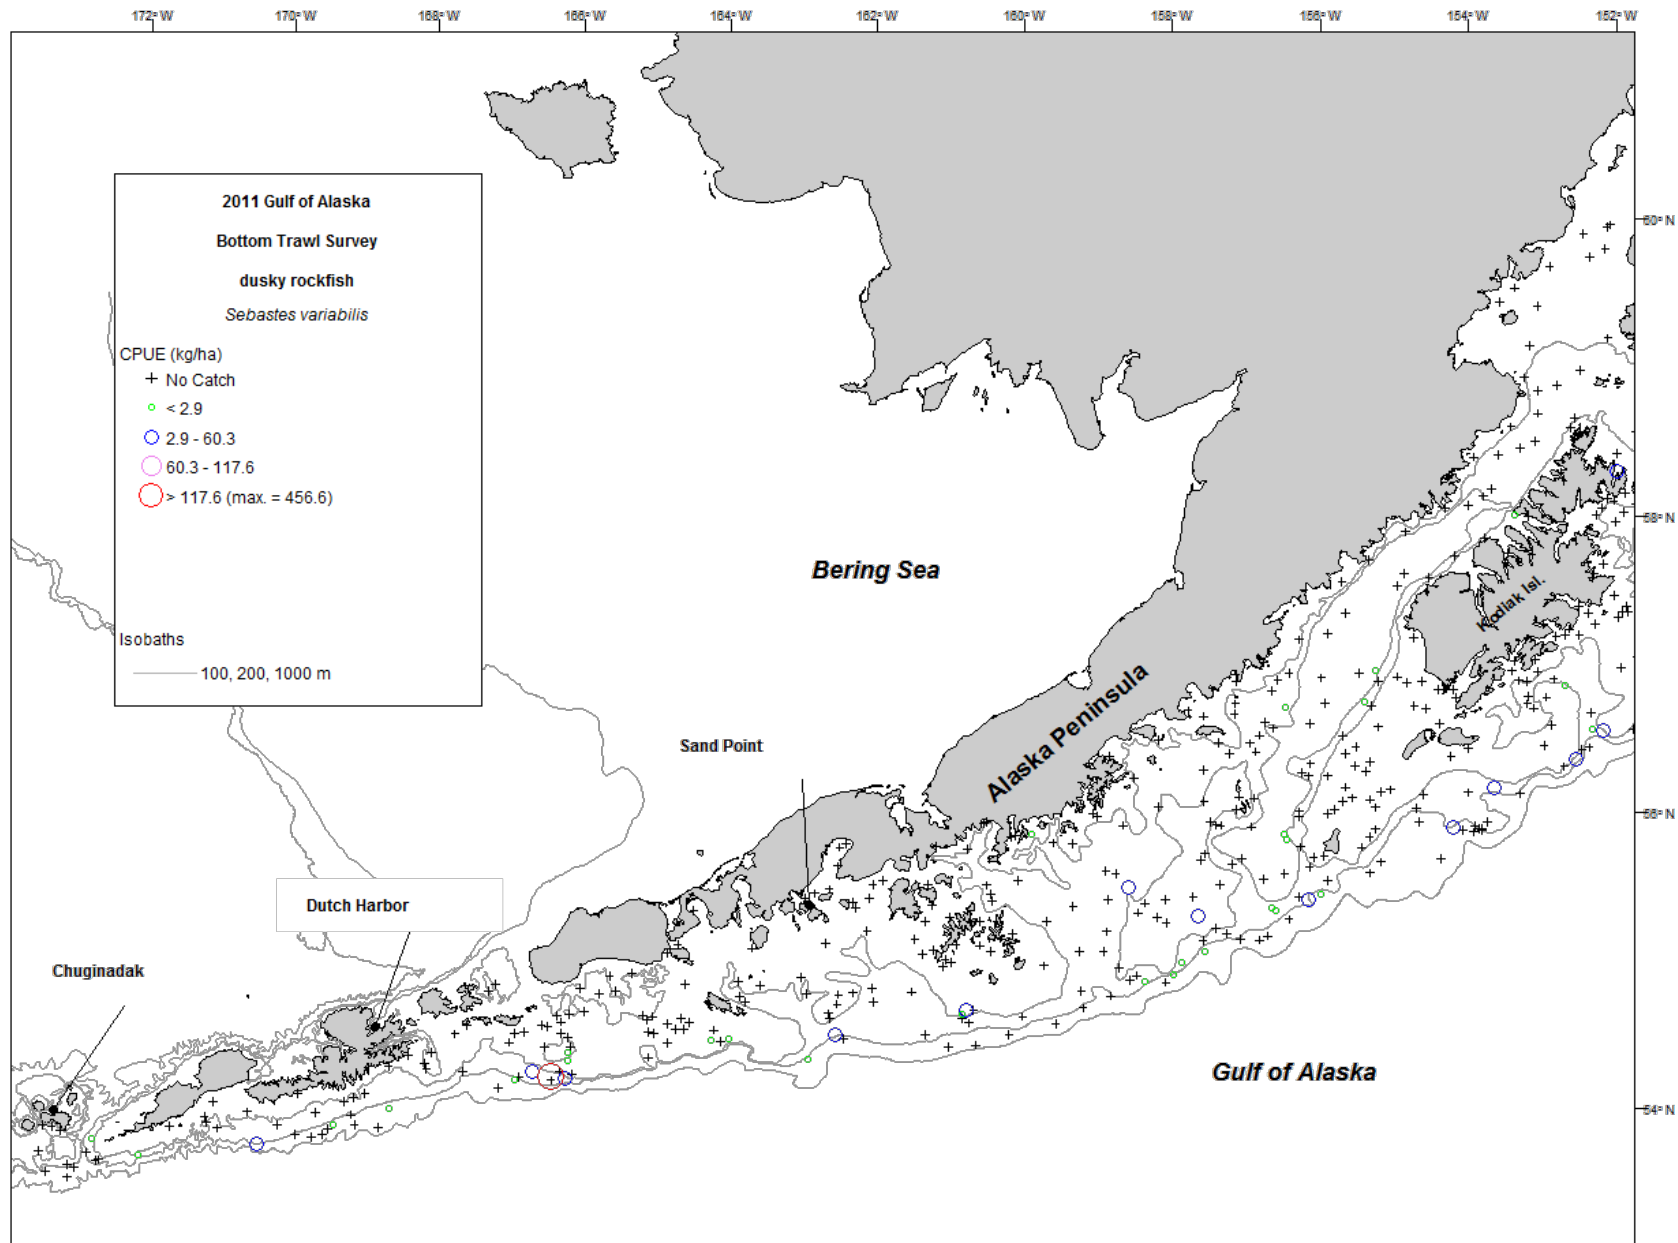 172° W 170° W 168° W 166° W 164° W 162° W 160° W 158° W 156° W 154° W 152° W
2011 Gulf of Alaska
Bottom Trawl Survey
dusky rockfish
Sebastes variabilis
CPUE (kg/ha)
No Catch
< 2.9
2.9 - 60.3
60.3 - 117.6
> 117.6 (max. = 456.6)
Isobaths
100, 200, 1000 m
60° N
58° N
56° N
54° N
Bering Sea
Kodiak Isl.
Alaska Peninsula
Sand Point
Dutch Harbor
Chuginadak
Gulf of Alaska